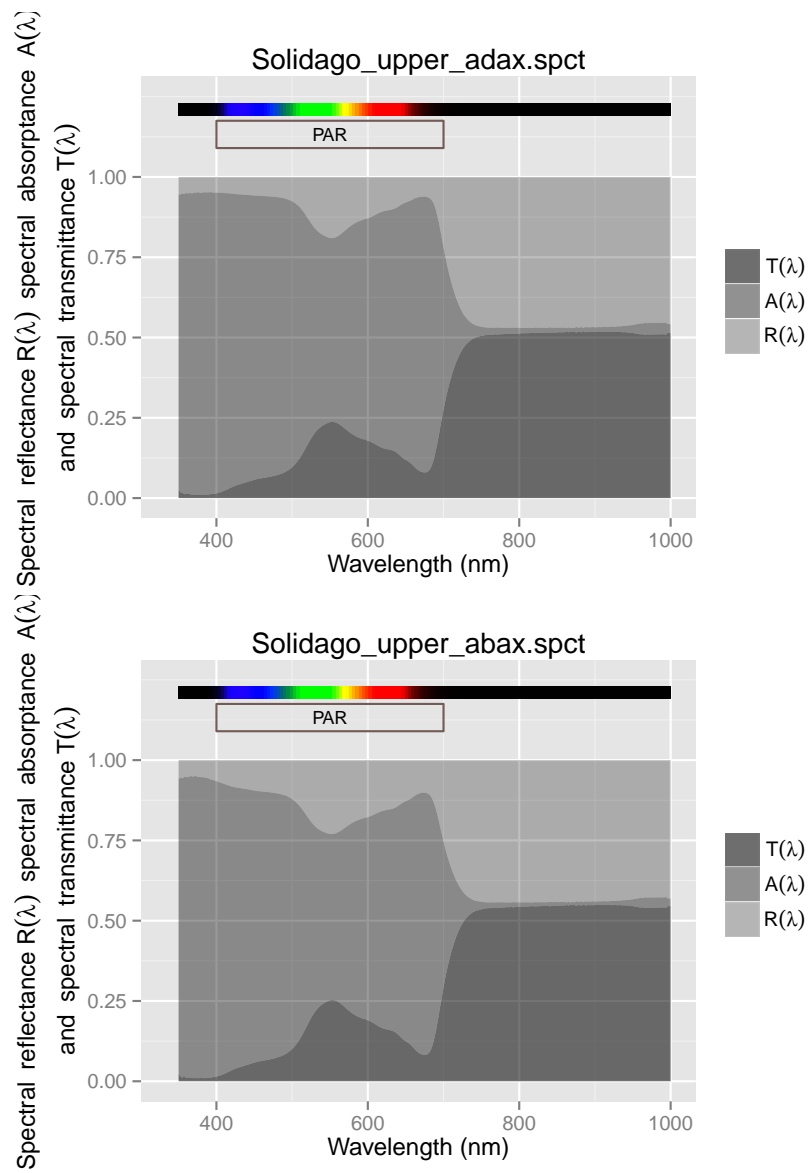 Solidago_upper_adax.spct
Spectral reflectance R(λ) spectral absorptance A(λ)
and spectral transmittance T(λ)
PAR
1.00
0.75
0.50
0.25
0.00
400
600
800
1000
Wavelength (nm)
T(λ)
A(λ)
R(λ)
Solidago_upper_abax.spct
Spectral reflectance R(λ) spectral absorptance A(λ)
and spectral transmittance T(λ)
PAR
1.00
0.75
0.50
0.25
0.00
400
600
800
1000
Wavelength (nm)
T(λ)
A(λ)
R(λ)